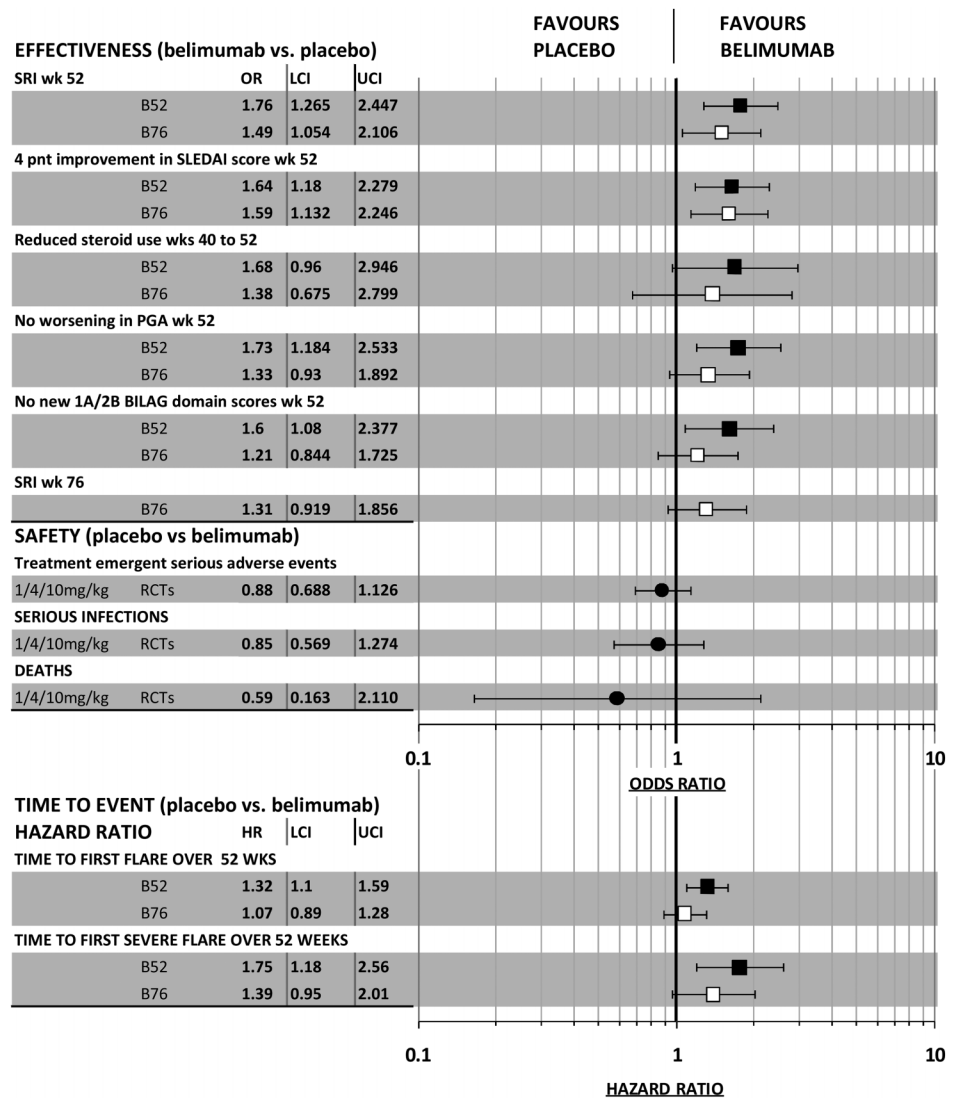 FAVOURS FAVOURS
PLACEBO BELIMUMAB
EFFECTIVENESS (belimumab vs. placebo)
SRI wk 52 OR LCI UCI
B52 1.76 1.265 2.447
B76 1.49 1.054 2.106
4 pnt improvement in SLEDAI score wk 52
B52 1.64 1.18 2.279
B76 1.59 1.132 2.246
Reduced steroid use wks 40 to 52
B52 1.68 0.96 2.946
B76 1.38 0.675 2.799
No worsening in PGA wk 52
B52 1.73 1.184 2.533
B76 1.33 0.93 1.892
No new 1A/2B BILAG domain scores wk 52
B52 1.6 1.08 2.377
B76 1.21 0.844 1.725
SRI wk 76
B76 1.31 0.919 1.856
SAFETY (placebo vs belimumab)
Treatment emergent serious adverse events
1/4/10mg/kg RCTs 0.88 0.688 1.126
SERIOUS INFECTIONS
1/4/10mg/kg RCTs 0.85 0.569 1.274
DEATHS
1/4/10mg/kg RCTs 0.59 0.163 2.110
0.1 1 10
ODDS RATIO
TIME TO EVENT (placebo vs. belimumab)
HAZARD RATIO HR LCI UCI
TIME TO FIRST FLARE OVER 52 WKS
B52 1.32 1.1 1.59
B76 1.07 0.89 1.28
TIME TO FIRST SEVERE FLARE OVER 52 WEEKS
B52 1.75 1.18 2.56
B76 1.39 0.95 2.01
0.1 1 10
HAZARD RATIO